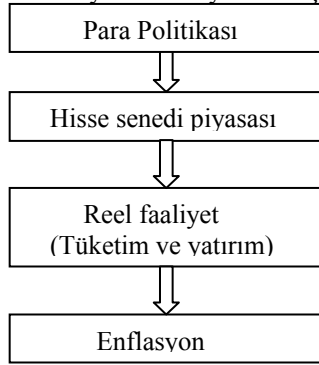 Para Politikası
Hisse senedi piyasası
Reel faaliyet
(Tüketim ve yatırım)
Enflasyon